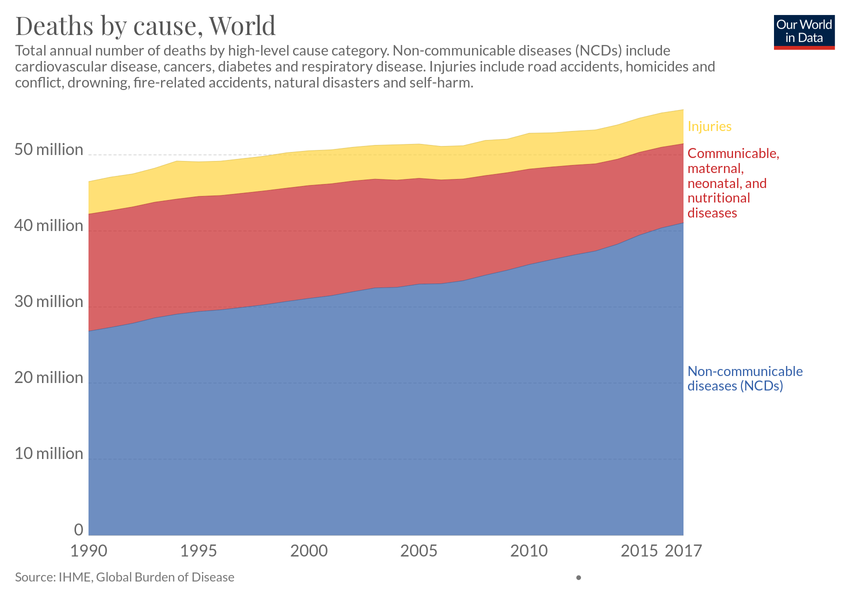 Deaths by cause, World
Our World
in Data
Total annual number of deaths by high-level cause category. Non-communicable diseases (NCDs) include
cardiovascular disease, cancers, diabetes and respiratory disease. Injuries include road accidents, homicides and
conflict, drowning, fire-related accidents, natural disasters and self-harm.
Injuries
50 million
Communicable,
maternal,
neonatal, and
nutritional
diseases
40 million
30 million
20 million
Non-communicable
diseases (NCDs)
10 million
0
1990 1995 2000 2005 2010 2015 2017
Source: IHME, Global Burden of Disease